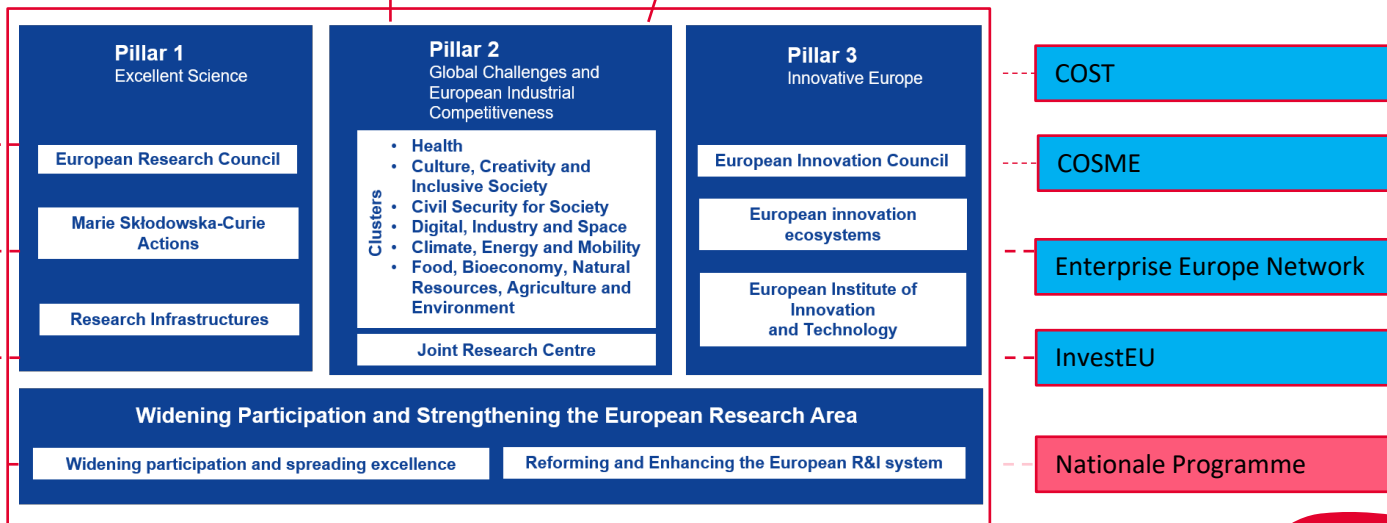 Pillar 1
Excellent Science
European Research Council
Marie Skłodowska-Curie
Actions
Research Infrastructures
Pillar 2
Global Challenges and
European Industrial
Competitiveness
Clusters
• Health
• Culture, Creativity and
Inclusive Society
• Civil Security for Society
• Digital, Industry and Space
• Climate, Energy and Mobility
• Food, Bioeconomy, Natural
Resources, Agriculture and
Environment
Joint Research Centre
Pillar 3
Innovative Europe
European Innovation Council
European innovation
ecosystems
European Institute of
Innovation
and Technology
Widening Participation and Strengthening the European Research Area
Widening participation and spreading excellence
Reforming and Enhancing the European R&I system
COST
COSME
Enterprise Europe Network
InvestEU
Nationale Programme